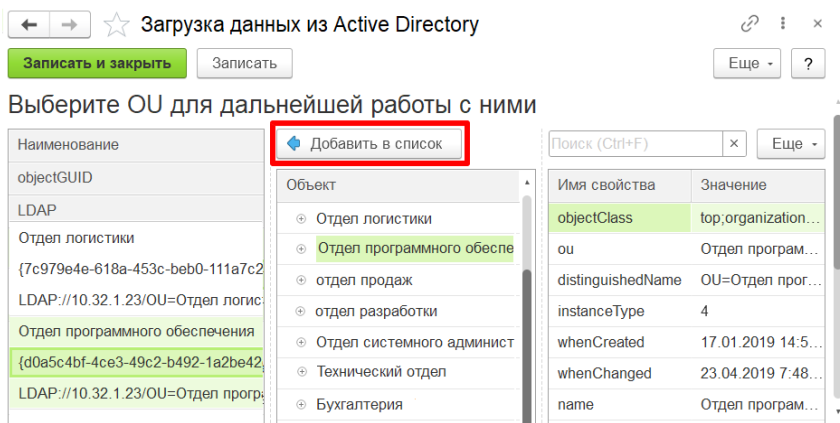 Загрузка данных из Active Directory
Записать и закрыть
Записать
Еще
?
Выберите OU для дальнейшей работы с ними
Наименование
objectGUID
LDAP
Отдел логистики
{7c979e4e-618a-453c-beb0-111a7c2
LDAP://10.32.1.23/OU=Отдел логис
Отдел программного обеспечения
{d0a5c4bf-4ce3-49c2-b492-1a2be42
LDAP://10.32.1.23/OU=Отдел прогр
Добавить в список
Объект
Отдел логистики
Отдел программного обеспе
отдел продаж
отдел разработки
Отдел системного админист
Технический отдел
Бухгалтерия
Поиск (Ctrl+F)
×
Еще
Имя свойства Значение
objectClass top;organization...
ou Отдел програм...
distinguishedName OU=Отдел прог...
instanceType 4
whenCreated 17.01.2019 14:5...
whenChanged 23.04.2019 7:48...
name Отдел програм...